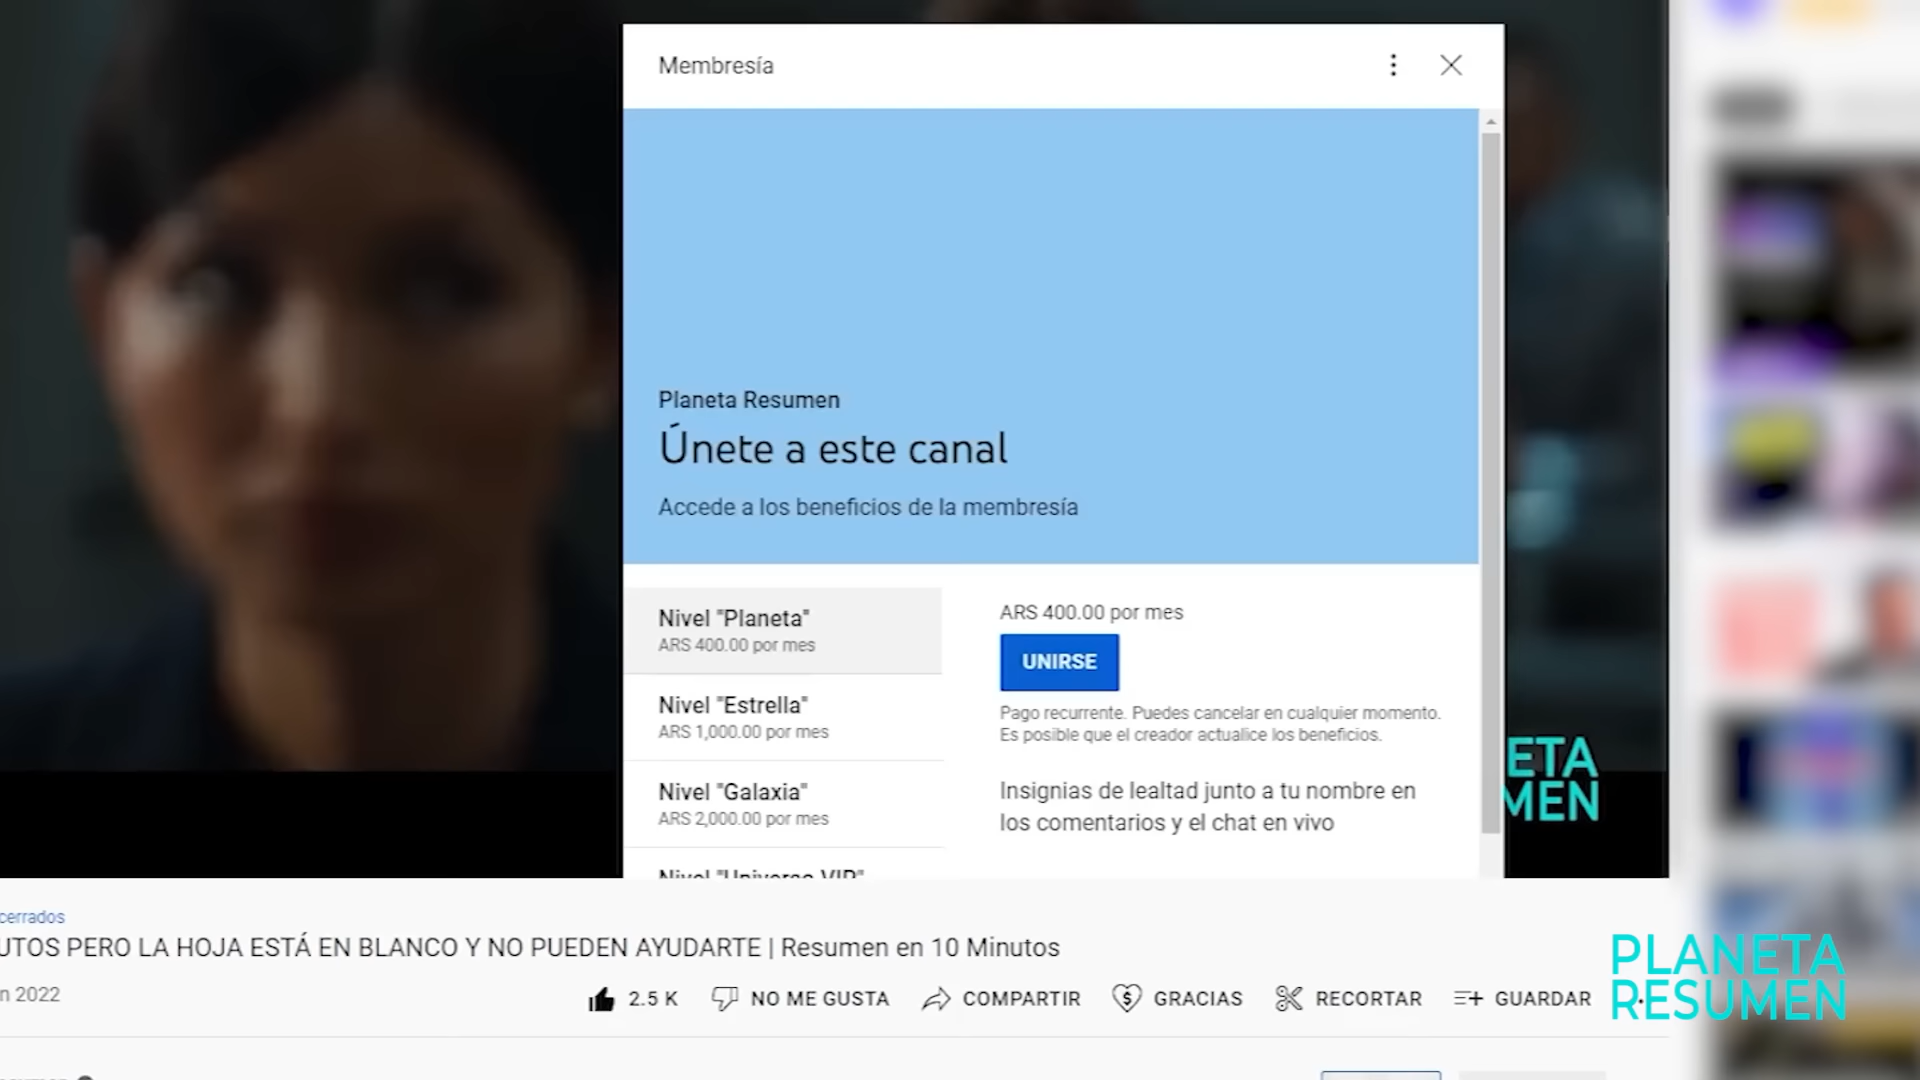 Membresía
Planeta Resumen
Únete a este canal
Accede a los beneficios de la membresía
Nivel "Planeta"
ARS 400.00 por mes
Nivel "Estrella"
ARS 1,000.00 por mes
Nivel "Galaxia"
ARS 2,000.00 por mes
Nivel "Universo VIP"
ARS 400.00 por mes
UNIRSE
Pago recurrente. Puedes cancelar en cualquier momento.
Es posible que el creador actualice los beneficios.
Insignias de lealtad junto a tu nombre en
los comentarios y el chat en vivo
ETA
MEN
cerrados
UTOS PERO LA HOJA ESTÁ EN BLANCO Y NO PUEDEN AYUDARTE | Resumen en 10 Minutos
n 2022
2.5 K NO ME GUSTA COMPARTIR GRACIAS RECORTAR GUARDAR
PLANETA
RESUMEN